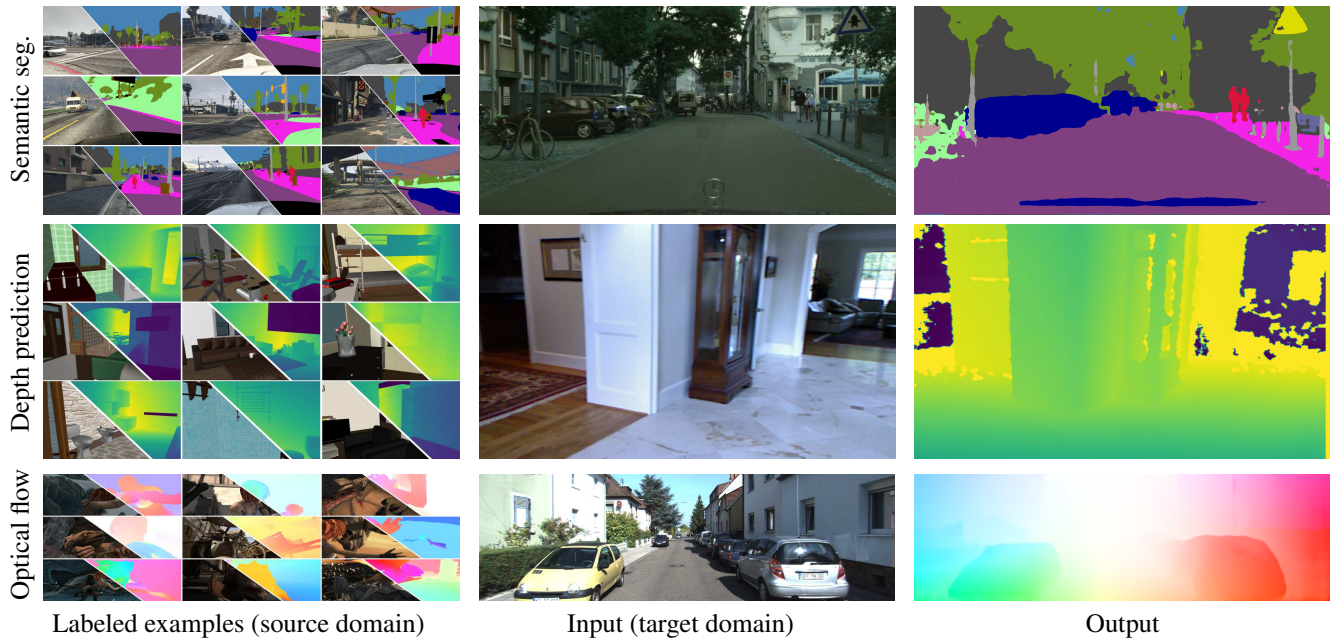 Semantic seg.
Depth prediction
Optical flow
Labeled examples (source domain)
Input (target domain)
Output